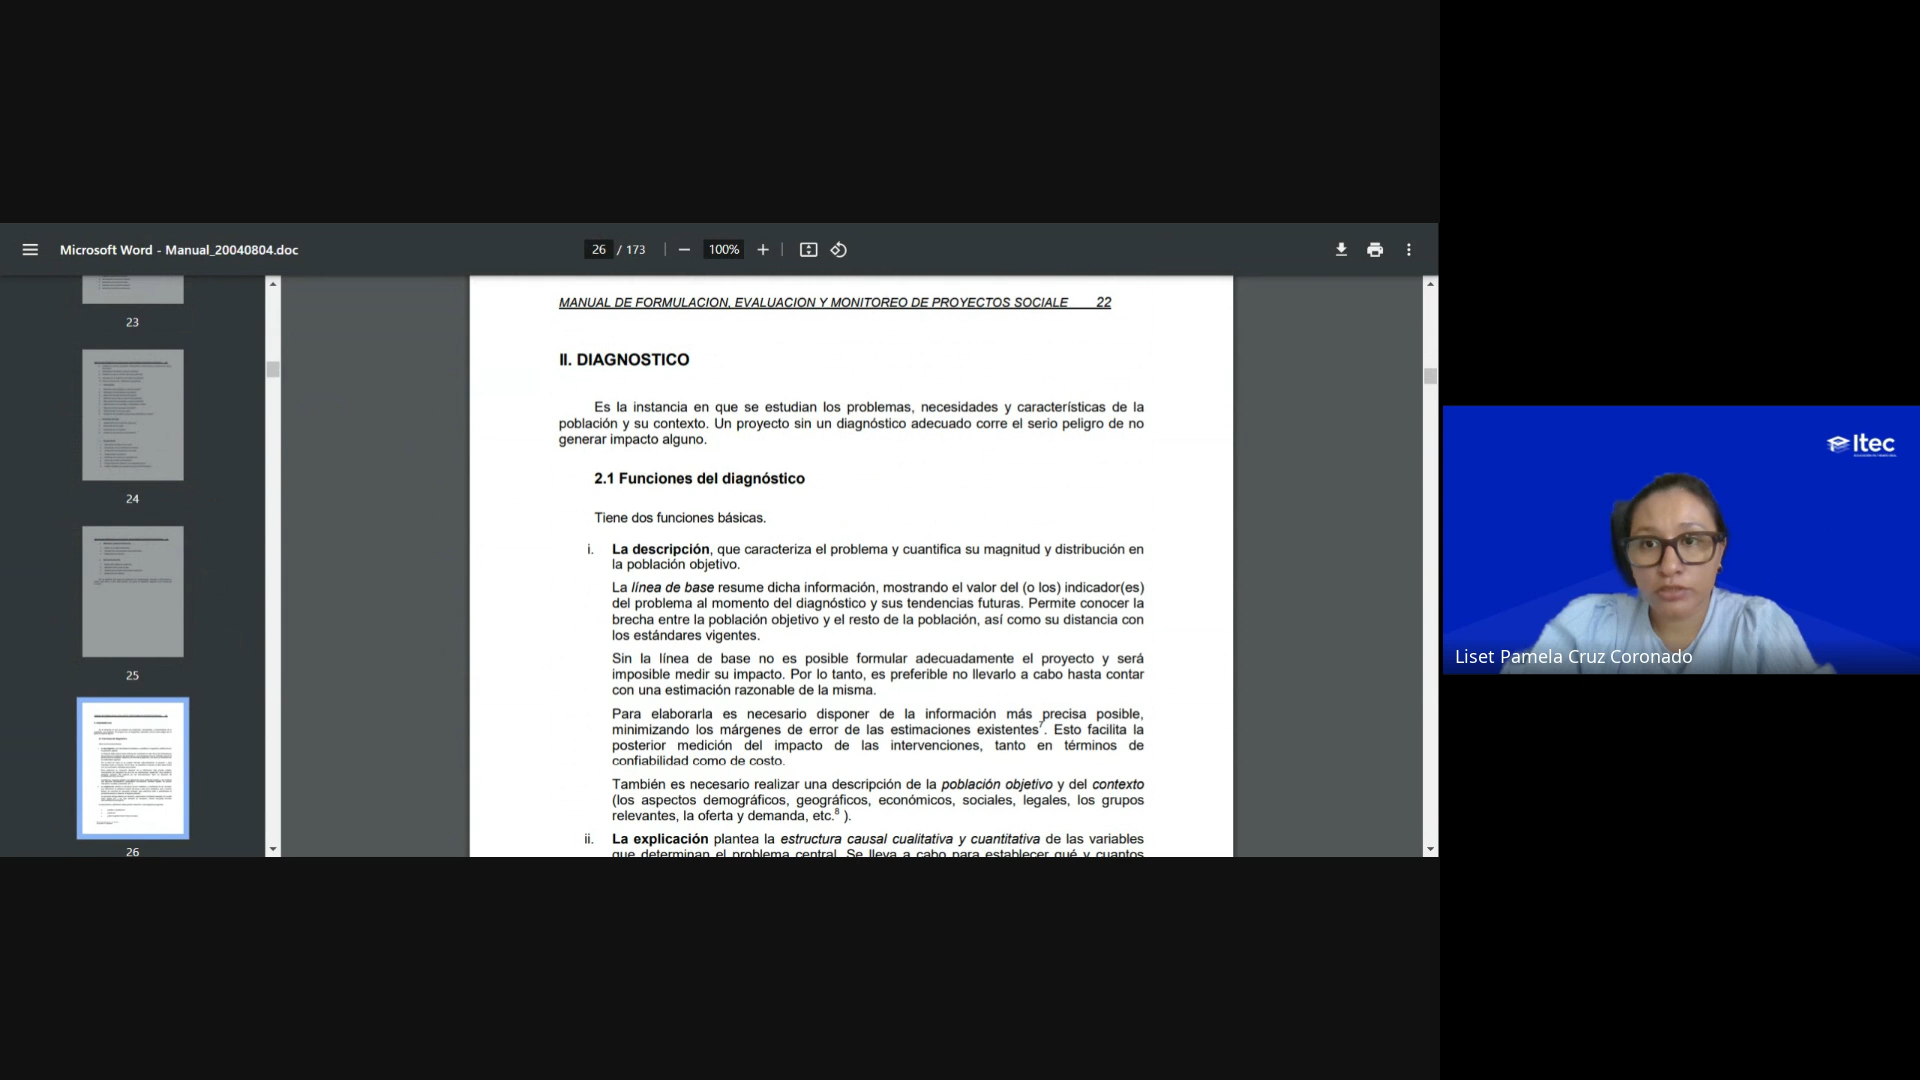 Microsoft Word - Manual_20040804.doc
26 / 173
100%
23
24
25
26
MANUAL DE FORMULACION, EVALUACION Y MONITOREO DE PROYECTOS SOCIALE 22
II. DIAGNOSTICO
Es la instancia en que se estudian los problemas, necesidades y características de la
población y su contexto. Un proyecto sin un diagnóstico adecuado corre el serio peligro de no
generar impacto alguno.
2.1 Funciones del diagnóstico
Tiene dos funciones básicas.
i. La descripción, que caracteriza el problema y cuantifica su magnitud y distribución en
la población objetivo.
La línea de base resume dicha información, mostrando el valor del (o los) indicador(es)
del problema al momento del diagnóstico y sus tendencias futuras. Permite conocer la
brecha entre la población objetivo y el resto de la población, así como su distancia con
los estándares vigentes.
Sin la línea de base no es posible formular adecuadamente el proyecto y será
imposible medir su impacto. Por lo tanto, es preferible no llevarlo a cabo hasta contar
con una estimación razonable de la misma.
Para elaborarla es necesario disponer de la información más precisa posible,
minimizando los márgenes de error de las estimaciones existentes7. Esto facilita la
posterior medición del impacto de las intervenciones, tanto en términos de
confiabilidad como de costo.
También es necesario realizar una descripción de la población objetivo y del contexto
(los aspectos demográficos, geográficos, económicos, sociales, legales, los grupos
relevantes, la oferta y demanda, etc.8 ).
ii. La explicación plantea la estructura causal cualitativa y cuantitativa de las variables
que determinan el problema central. Se lleva a cabo para establecer qué y cuantos
Itec
Liset Pamela Cruz Coronado